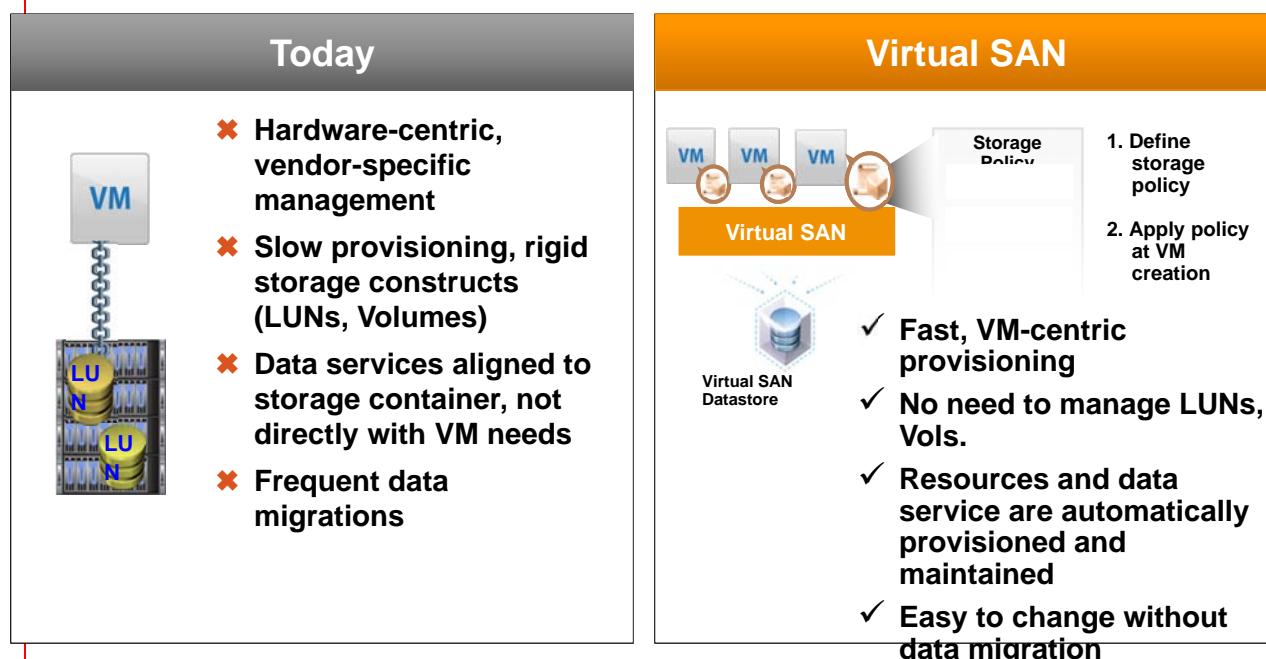 Today
VM
LU
N
LU
N
✖ Hardware-centric,
vendor-specific
management
✖ Slow provisioning, rigid
storage constructs
(LUNs, Volumes)
✖ Data services aligned to
storage container, not
directly with VM needs
✖ Frequent data
migrations
Virtual SAN
VM
VM
VM
Virtual SAN
Storage
Policy
1. Define
storage
policy
2. Apply policy
at VM
creation
Virtual SAN
Datastore
✓ Fast, VM-centric
provisioning
✓ No need to manage LUNs,
Vols.
✓ Resources and data
service are automatically
provisioned and
maintained
✓ Easy to change without
data migration